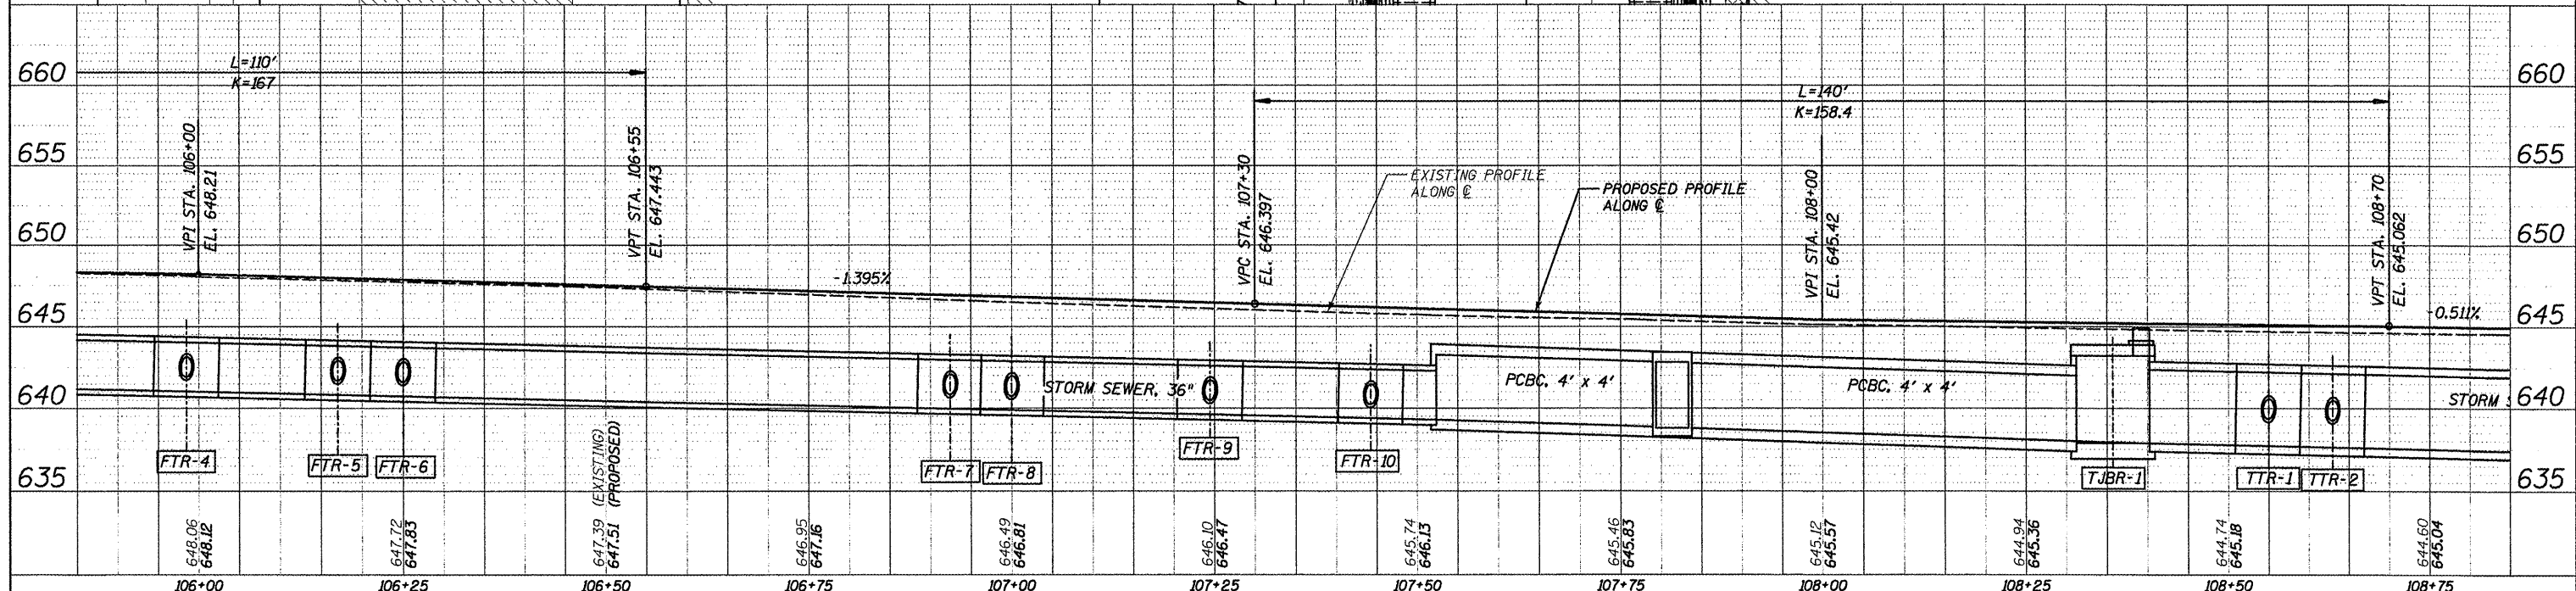 L=110'
K=167
L=140'
K=158.4
660
660
655
655
650
650
645
645
640
640
635
635
VPI STA. 106+00
EL. 648.21
VPT STA. 106+55
EL. 647.443
VPC STA. 107+30
EL. 646.397
EXISTING PROFILE
ALONG ℄
PROPOSED PROFILE
ALONG ℄
VPI STA. 108+00
EL. 645.42
VPT STA. 108+70
EL. 645.062
-1.395%
-0.511%
STORM SEWER, 36"
PCBC, 4' x 4'
PCBC, 4' x 4'
STORM S
FTR-4
FTR-5
FTR-6
FTR-7
FTR-8
FTR-9
FTR-10
TJBR-1
TTR-1
TTR-2
648.06
648.12
647.72
647.83
647.39 (EXISTING)
647.51 (PROPOSED)
646.95
647.16
646.49
646.81
646.10
646.47
645.74
646.13
645.46
645.83
645.12
645.57
644.94
645.36
644.74
645.18
644.60
645.04
106+00
106+25
106+50
106+75
107+00
107+25
107+50
107+75
108+00
108+25
108+50
108+75